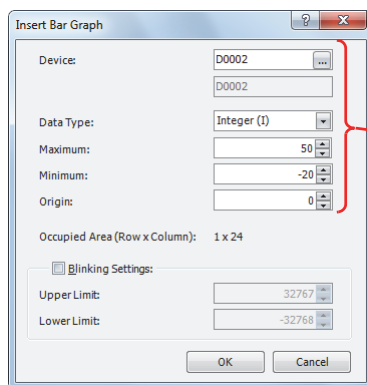 Insert Bar Graph
Device: D0002 ...
D0002
Data Type: Integer (I)
Maximum: 50
Minimum: -20
Origin: 0
Occupied Area (Row x Column): 1 x 24
Blinking Settings:
Upper Limit: 32767
Lower Limit: -32768
OK Cancel